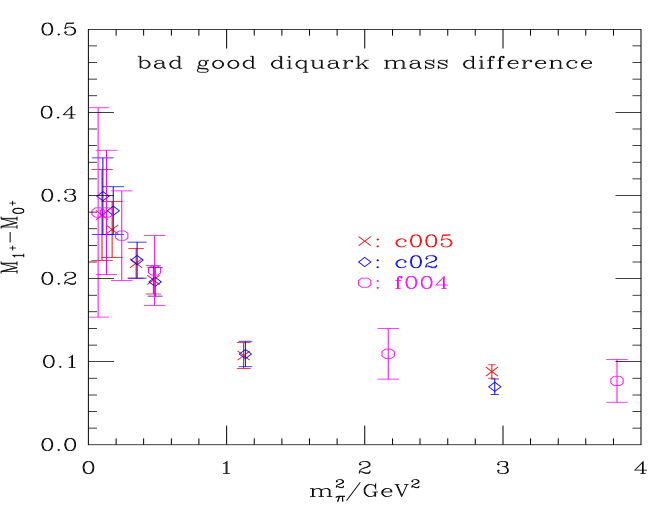 0.5
bad good diquark mass difference
0.4
0.3
M₁⁺−M₀⁺
×: c005
◇: c02
○: f004
0.2
0.1
0.0
0 1 2 3 4
m²_π/GeV²